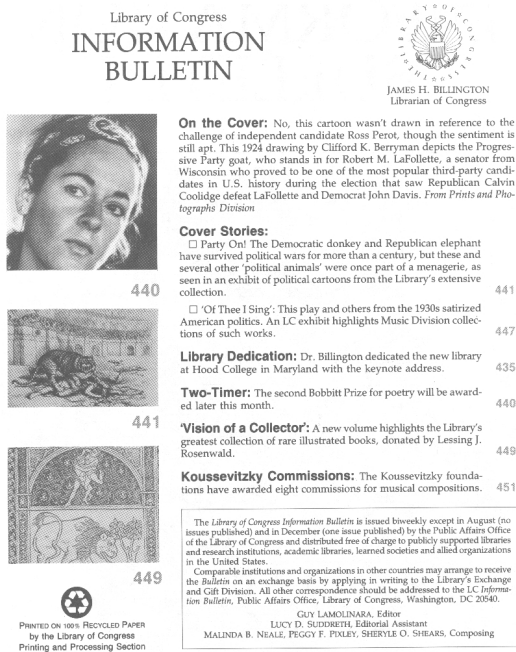 Library of Congress
INFORMATION
BULLETIN
THE LIBRARY OF CONGRESS
JAMES H. BILLINGTON
Librarian of Congress
On the Cover: No, this cartoon wasn't drawn in reference to the
challenge of independent candidate Ross Perot, though the sentiment is
still apt. This 1924 drawing by Clifford K. Berryman depicts the Progres-
sive Party goat, who stands in for Robert M. LaFollette, a senator from
Wisconsin who proved to be one of the most popular third-party candi-
dates in U.S. history during the election that saw Republican Calvin
Coolidge defeat LaFollette and Democrat John Davis. From Prints and Pho-
tographs Division
Cover Stories:
☐ Party On! The Democratic donkey and Republican elephant
have survived political wars for more than a century, but these and
several other 'political animals' were once part of a menagerie, as
seen in an exhibit of political cartoons from the Library's extensive
collection. 441
☐ 'Of Thee I Sing': This play and others from the 1930s satirized
American politics. An LC exhibit highlights Music Division collec-
tions of such works. 447
Library Dedication: Dr. Billington dedicated the new library
at Hood College in Maryland with the keynote address. 435
Two-Timer: The second Bobbitt Prize for poetry will be award-
ed later this month. 440
'Vision of a Collector': A new volume highlights the Library's
greatest collection of rare illustrated books, donated by Lessing J.
Rosenwald. 449
Koussevitzky Commissions: The Koussevitzky founda-
tions have awarded eight commissions for musical compositions. 451
440
441
449
PRINTED ON 100% RECYCLED PAPER
by the Library of Congress
Printing and Processing Section
The Library of Congress Information Bulletin is issued biweekly except in August (no
issues published) and in December (one issue published) by the Public Affairs Office
of the Library of Congress and distributed free of charge to publicly supported libraries
and research institutions, academic libraries, learned societies and allied organizations
in the United States.
Comparable institutions and organizations in other countries may arrange to receive
the Bulletin on an exchange basis by applying in writing to the Library's Exchange
and Gift Division. All other correspondence should be addressed to the LC Informa-
tion Bulletin, Public Affairs Office, Library of Congress, Washington, DC 20540.
GUY LAMOLINARA, Editor
LUCY D. SUDDRETH, Editorial Assistant
MALINDA B. NEALE, PEGGY F. PIXLEY, SHERYLE O. SHEARS, Composing